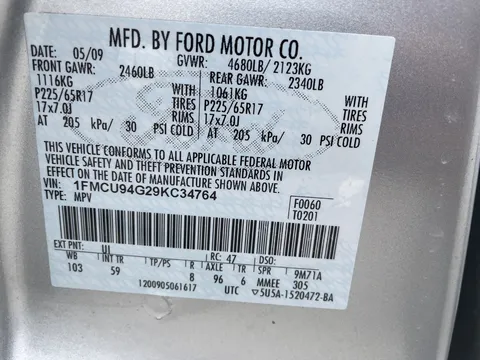 MFD. BY FORD MOTOR CO.
DATE: 05/09 GVWR: 4680LB/ 2123KG
FRONT GAWR: 2460LB REAR GAWR: 2340LB
1116KG WITH 1061KG WITH
P225/65R17 TIRES P225/65R17 TIRES
17x7.0J RIMS 17x7.0J RIMS
AT 205 kPa/ 30 PSI COLD AT 205 kPa/ 30 PSI COLD
THIS VEHICLE CONFORMS TO ALL APPLICABLE FEDERAL MOTOR
VEHICLE SAFETY AND THEFT PREVENTION STANDARDS IN
EFFECT ON THE DATE OF MANUFACTURE SHOWN ABOVE.
VIN: 1FMCU94G29KC34764 F0060
TYPE: MPV T0201
EXT PNT: UI RC: 47 DSO:
WB INT TR TP/PS R AXLE TR SPR 9M71A
103 59 8 96 6 MMEE 305
1200905061617 UTC ▽5U5A-1520472-BA
Ford